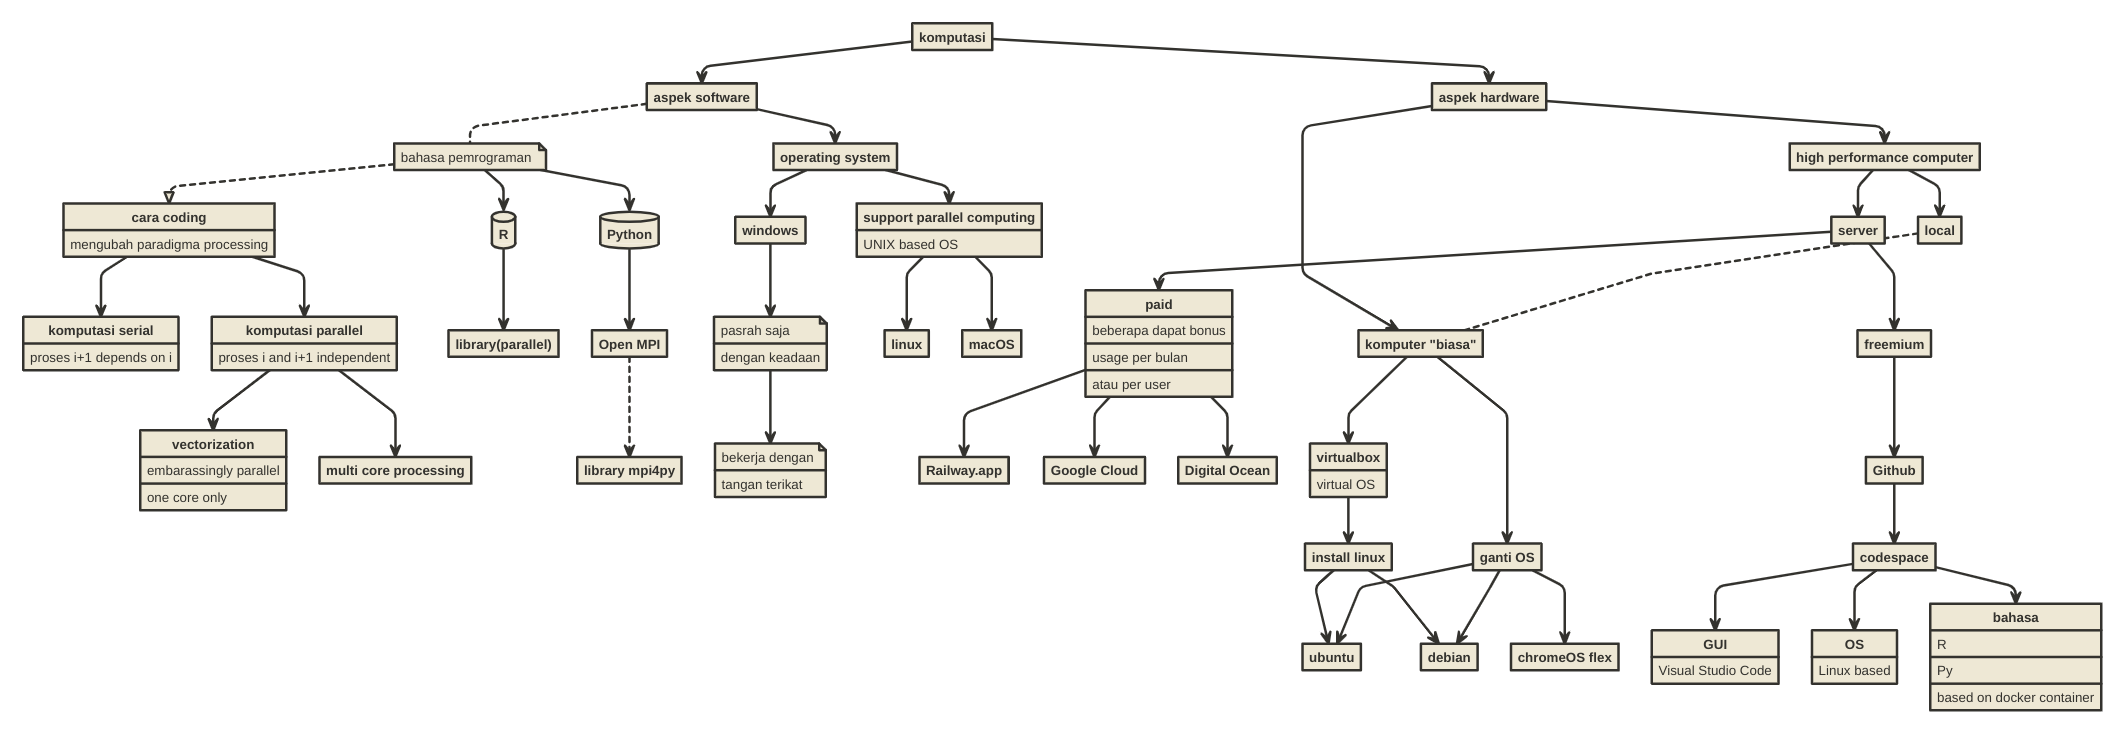 komputasi
aspek software
aspek hardware
bahasa pemrograman
operating system
high performance computer
cara coding
mengubah paradigma processing
R
Python
windows
support parallel computing
UNIX based OS
server
local
komputasi serial
proses i+1 depends on i
komputasi parallel
proses i and i+1 independent
library(parallel)
Open MPI
pasrah saja
dengan keadaan
linux
macOS
paid
beberapa dapat bonus
usage per bulan
atau per user
komputer "biasa"
freemium
vectorization
embarassingly parallel
one core only
multi core processing
library mpi4py
bekerja dengan
tangan terikat
Railway.app
Google Cloud
Digital Ocean
virtualbox
virtual OS
Github
install linux
ganti OS
codespace
ubuntu
debian
chromeOS flex
GUI
Visual Studio Code
OS
Linux based
bahasa
R
Py
based on docker container